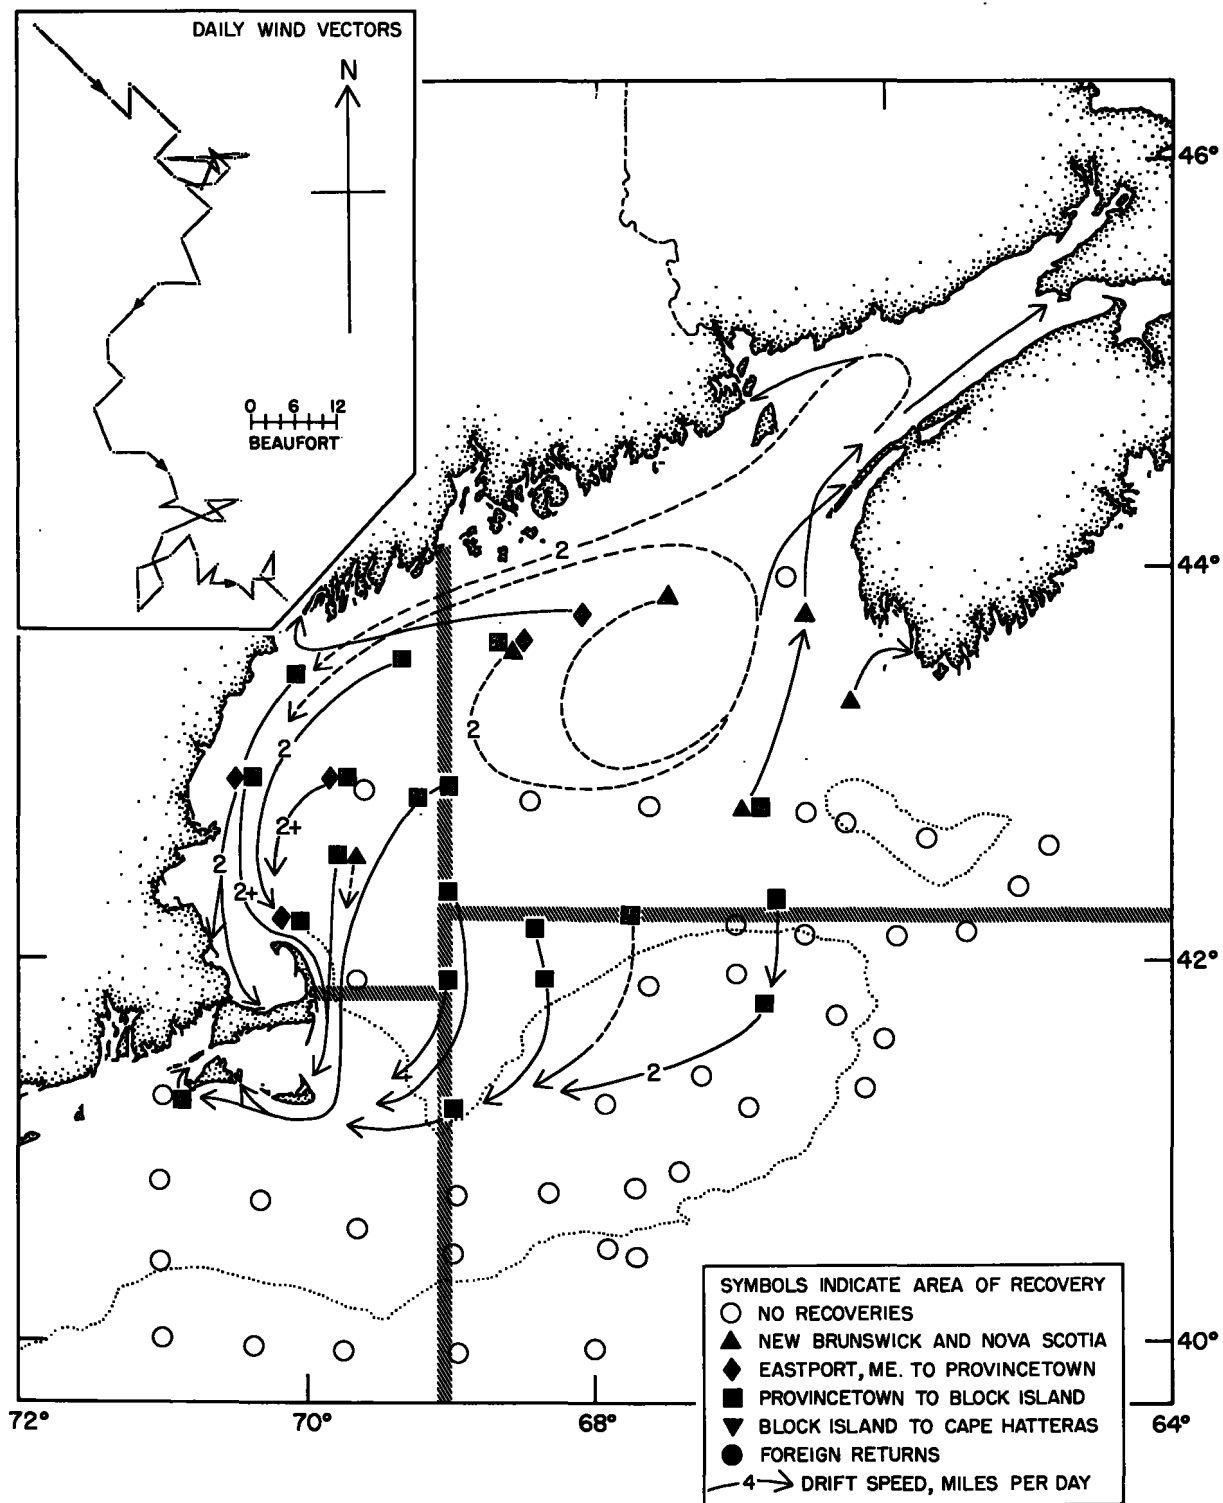 DAILY WIND VECTORS
N
0 6 12
BEAUFORT
46°
44°
42°
40°
72°
70°
68°
64°
2
2
2
2+
2
2+
2
SYMBOLS INDICATE AREA OF RECOVERY
NO RECOVERIES
NEW BRUNSWICK AND NOVA SCOTIA
EASTPORT, ME. TO PROVINCETOWN
PROVINCETOWN TO BLOCK ISLAND
BLOCK ISLAND TO CAPE HATTERAS
FOREIGN RETURNS
4 DRIFT SPEED, MILES PER DAY